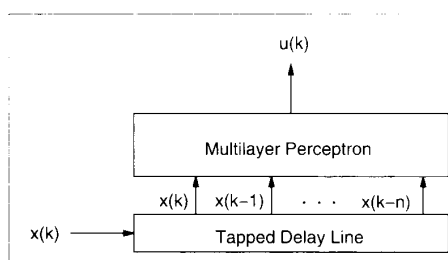 u(k)
Multilayer Perceptron
x(k) x(k-1) · · · x(k-n)
x(k)
Tapped Delay Line